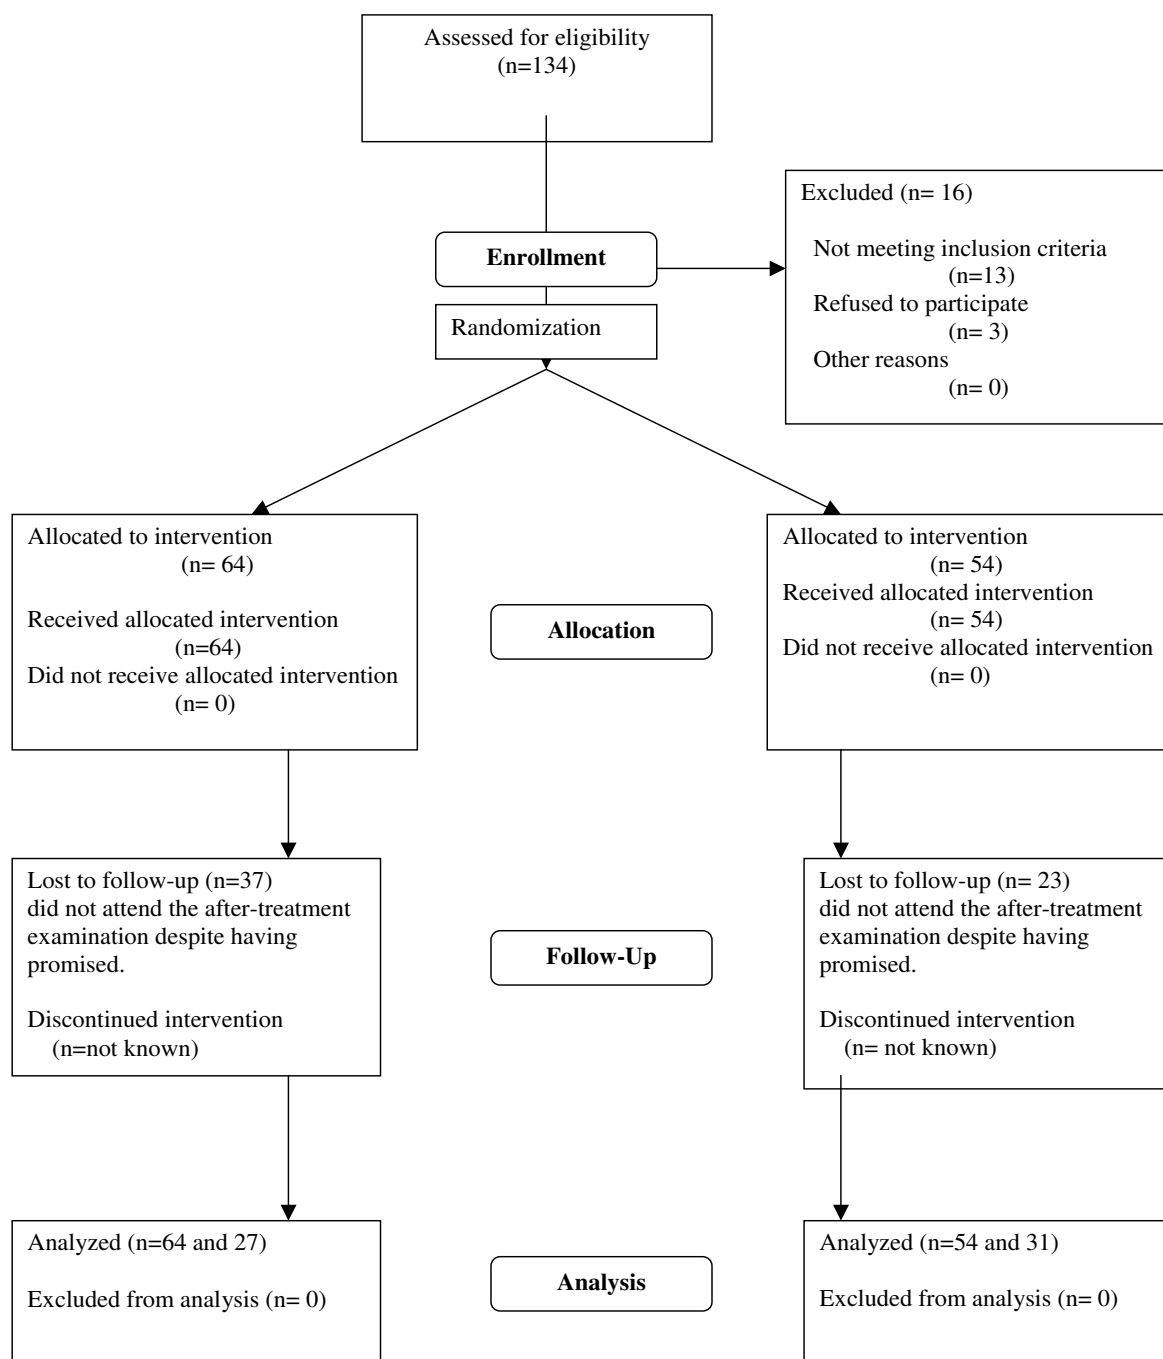 Assessed for eligibility
(n=134)
Excluded (n= 16)
Not meeting inclusion criteria
(n=13)
Refused to participate
(n= 3)
Other reasons
(n= 0)
Enrollment
Randomization
Allocated to intervention
(n= 64)
Received allocated intervention
(n=64)
Did not receive allocated intervention
(n= 0)
Allocation
Allocated to intervention
(n= 54)
Received allocated intervention
(n= 54)
Did not receive allocated intervention
(n= 0)
Lost to follow-up (n=37)
did not attend the after-treatment
examination despite having
promised.
Discontinued intervention
(n=not known)
Follow-Up
Lost to follow-up (n= 23)
did not attend the after-treatment
examination despite having
promised.
Discontinued intervention
(n= not known)
Analyzed (n=64 and 27)
Excluded from analysis (n= 0)
Analysis
Analyzed (n=54 and 31)
Excluded from analysis (n= 0)